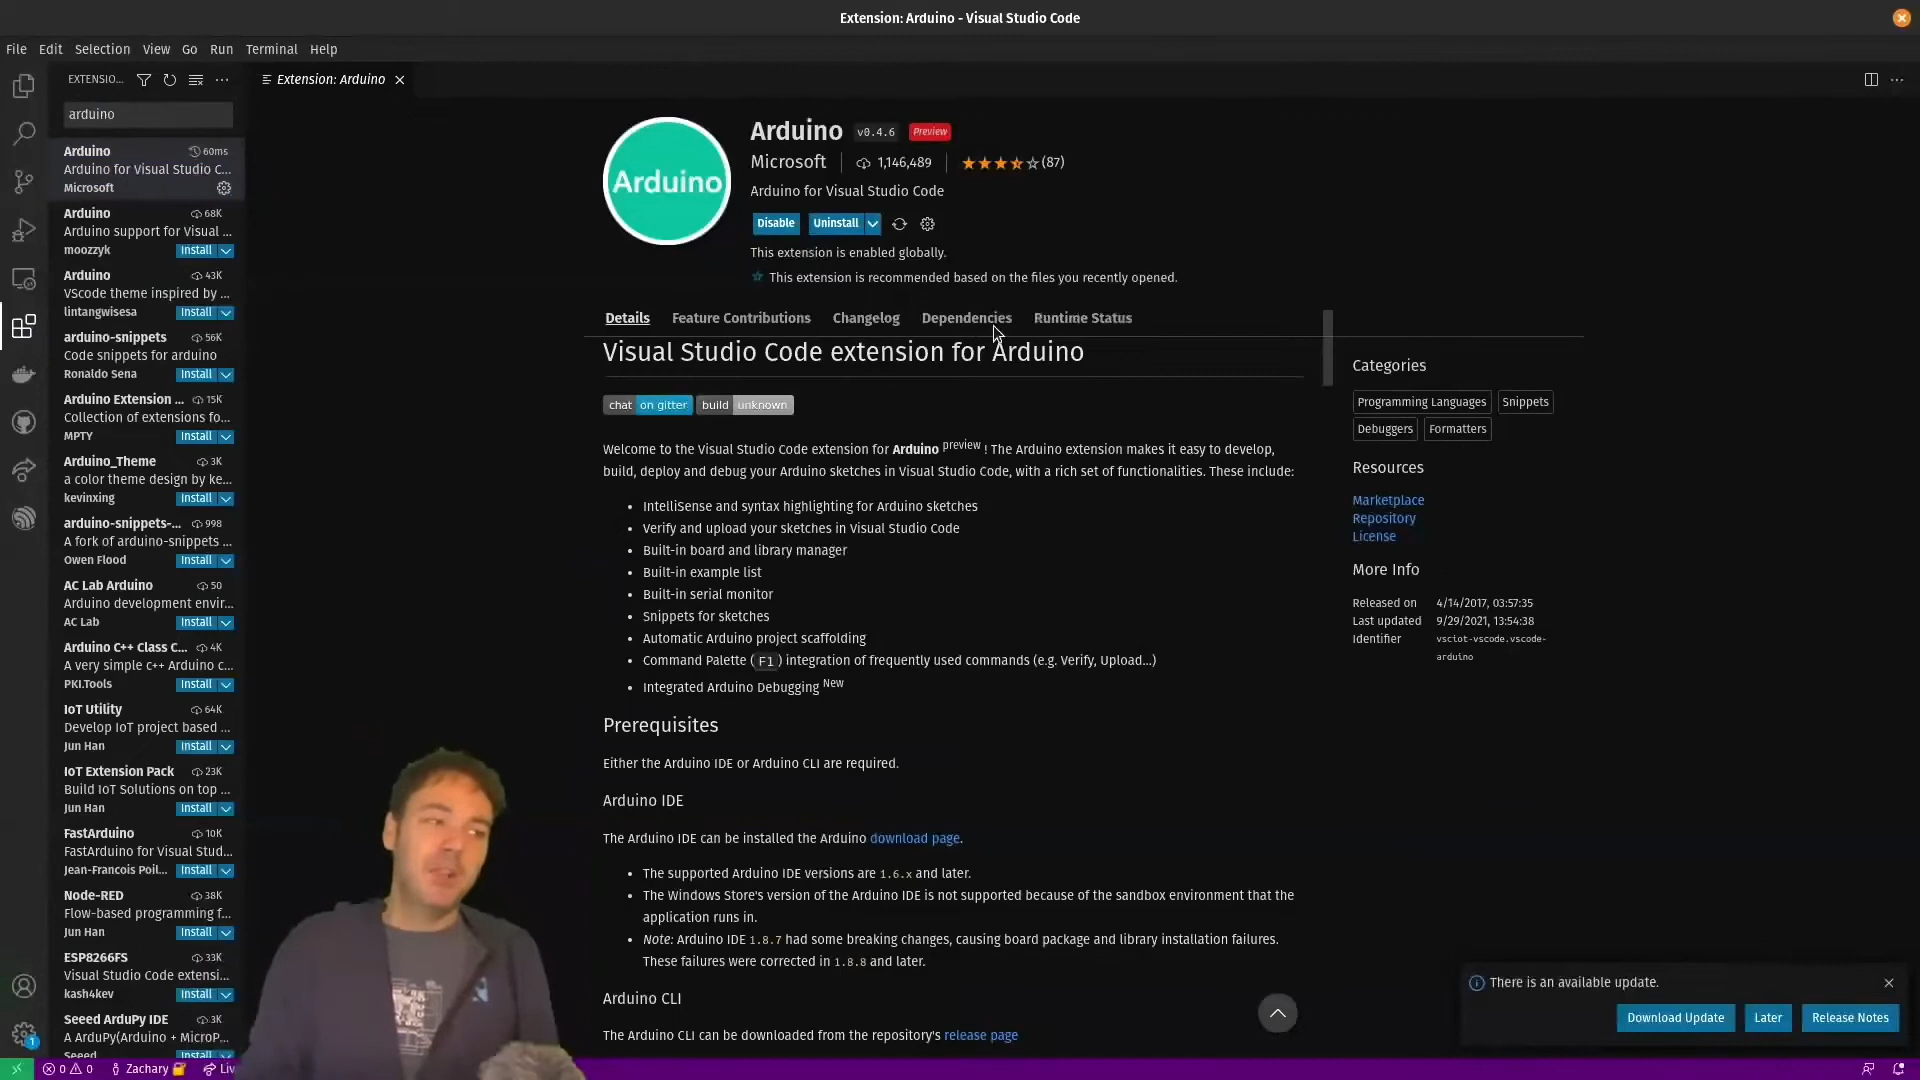 Extension: Arduino - Visual Studio Code
File Edit Selection View Go Run Terminal Help
EXTENSIO...
Extension: Arduino
arduino
Arduino 60ms
Arduino for Visual Studio C...
Microsoft
Arduino 68K
Arduino support for Visual ...
moozzyk Install
Arduino 43K
VScode theme inspired by ...
lintangwisesa Install
arduino-snippets 56K
Code snippets for arduino
Ronaldo Sena Install
Arduino Extension ... 15K
Collection of extensions fo...
MPTY Install
Arduino_Theme 3K
a color theme design by ke...
kevinxing Install
arduino-snippets-... 998
A fork of arduino-snippets ...
Owen Flood Install
AC Lab Arduino 50
Arduino development envir...
AC Lab Install
Arduino C++ Class C... 4K
A very simple c++ Arduino c...
PKI.Tools Install
IoT Utility 64K
Develop IoT project based ...
Jun Han Install
IoT Extension Pack 23K
Build IoT Solutions on top ...
Jun Han Install
FastArduino 10K
FastArduino for Visual Stud...
Jean-Francois Poil... Install
Node-RED 38K
Flow-based programming f...
Jun Han Install
ESP8266FS 33K
Visual Studio Code extensi...
kash4kev Install
Seeed ArduPy IDE 3K
A ArduPy(Arduino + MicroP...
Seeed Install
Arduino
Arduino v0.4.6 Preview
Microsoft 1,146,489 (87)
Arduino for Visual Studio Code
Disable Uninstall
This extension is enabled globally.
This extension is recommended based on the files you recently opened.
Details Feature Contributions Changelog Dependencies Runtime Status
Visual Studio Code extension for Arduino
chat on gitter build unknown
Welcome to the Visual Studio Code extension for Arduino preview ! The Arduino extension makes it easy to develop,
build, deploy and debug your Arduino sketches in Visual Studio Code, with a rich set of functionalities. These include:
• IntelliSense and syntax highlighting for Arduino sketches
• Verify and upload your sketches in Visual Studio Code
• Built-in board and library manager
• Built-in example list
• Built-in serial monitor
• Snippets for sketches
• Automatic Arduino project scaffolding
• Command Palette ( F1 ) integration of frequently used commands (e.g. Verify, Upload...)
• Integrated Arduino Debugging New
Prerequisites
Either the Arduino IDE or Arduino CLI are required.
Arduino IDE
The Arduino IDE can be installed the Arduino download page.
• The supported Arduino IDE versions are 1.6.x and later.
• The Windows Store's version of the Arduino IDE is not supported because of the sandbox environment that the
application runs in.
• Note: Arduino IDE 1.8.7 had some breaking changes, causing board package and library installation failures.
These failures were corrected in 1.8.8 and later.
Arduino CLI
The Arduino CLI can be downloaded from the repository's release page
Categories
Programming Languages Snippets
Debuggers Formatters
Resources
Marketplace
Repository
License
More Info
Released on 4/14/2017, 03:57:35
Last updated 9/29/2021, 13:54:38
Identifier vsciot-vscode.vscode-
arduino
There is an available update.
Download Update Later Release Notes
1
0 0 Zachary Liv